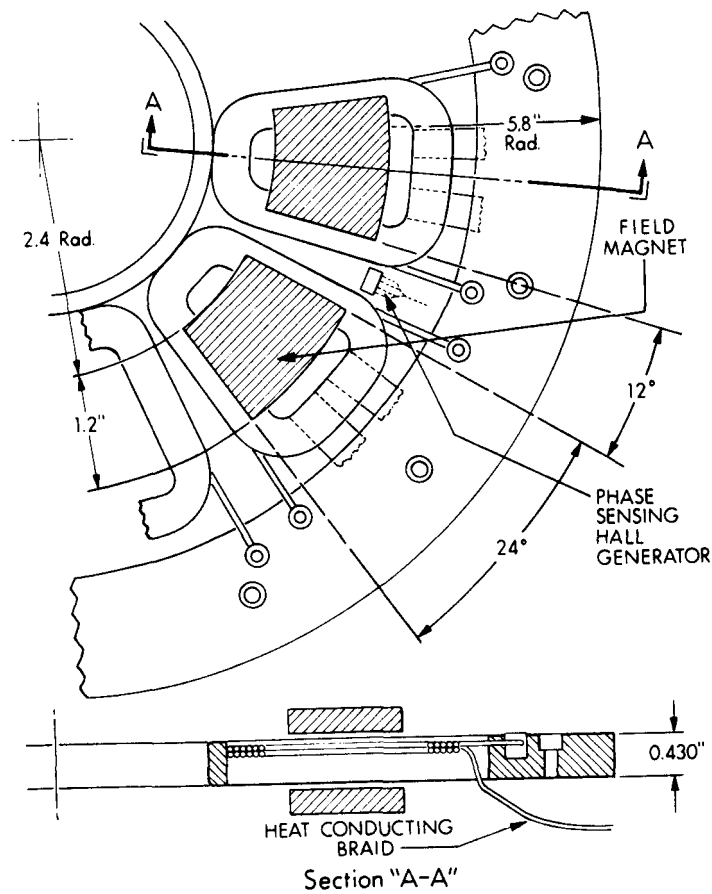 A
5.8"
Rad.
A
2.4 Rad.
FIELD
MAGNET
12°
1.2"
PHASE
SENSING
HALL
GENERATOR
24°
0.430"
HEAT CONDUCTING
BRAID
Section "A-A"